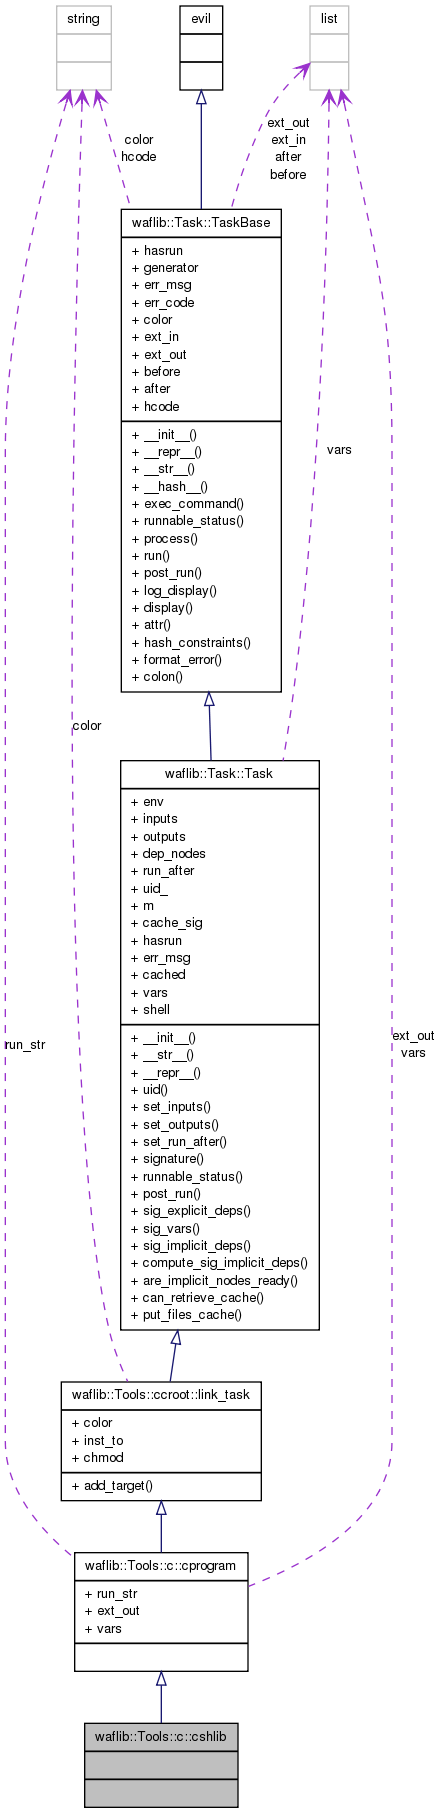 string
evil
list
color
hcode
ext_out
ext_in
after
before
waflib::Task::TaskBase
+ hasrun
+ generator
+ err_msg
+ err_code
+ color
+ ext_in
+ ext_out
+ before
+ after
+ hcode
+ __init__()
+ __repr__()
+ __str__()
+ __hash__()
+ exec_command()
+ runnable_status()
+ process()
+ run()
+ post_run()
+ log_display()
+ display()
+ attr()
+ hash_constraints()
+ format_error()
+ colon()
vars
color
waflib::Task::Task
+ env
+ inputs
+ outputs
+ dep_nodes
+ run_after
+ uid_
+ m
+ cache_sig
+ hasrun
+ err_msg
+ cached
+ vars
+ shell
+ __init__()
+ __str__()
+ __repr__()
+ uid()
+ set_inputs()
+ set_outputs()
+ set_run_after()
+ signature()
+ runnable_status()
+ post_run()
+ sig_explicit_deps()
+ sig_vars()
+ sig_implicit_deps()
+ compute_sig_implicit_deps()
+ are_implicit_nodes_ready()
+ can_retrieve_cache()
+ put_files_cache()
run_str
ext_out
vars
waflib::Tools::ccroot::link_task
+ color
+ inst_to
+ chmod
+ add_target()
waflib::Tools::c::cprogram
+ run_str
+ ext_out
+ vars
waflib::Tools::c::cshlib